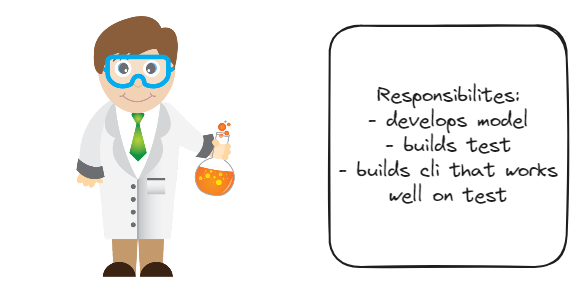 Responsibilites:
- develops model
- builds test
- builds cli that works
well on test